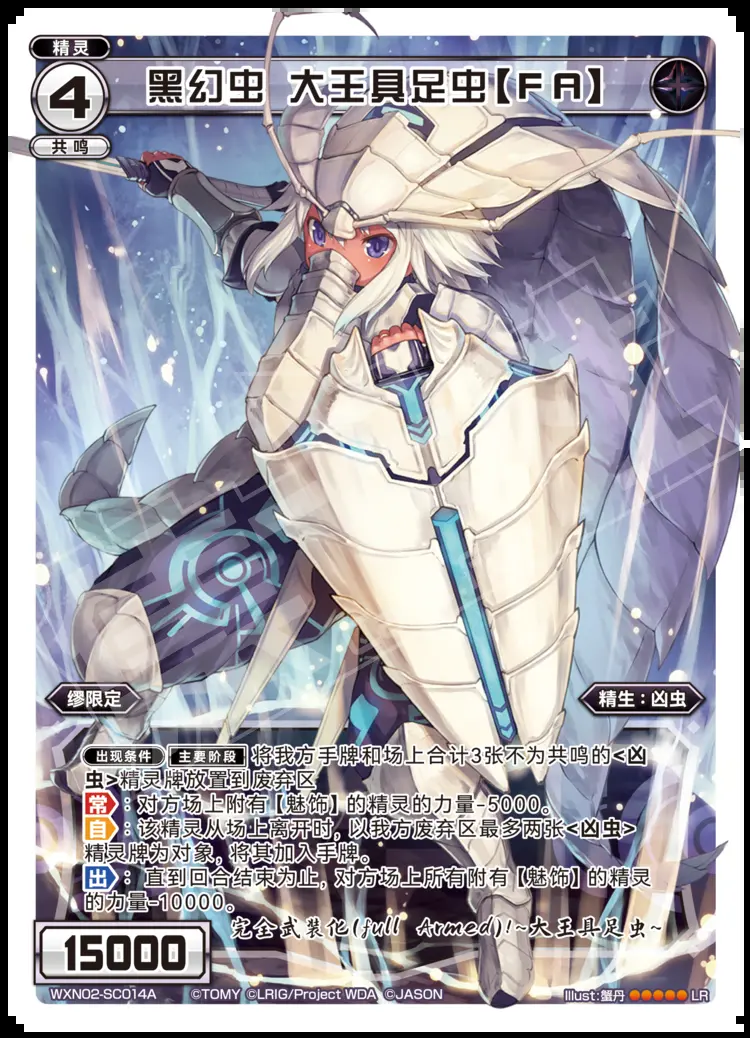 精灵
4
黑幻虫 大王具足虫【FA】
共鸣
缪限定
精生：凶虫
出现条件 主要阶段 将我方手牌和场上合计3张不为共鸣的<凶
虫>精灵牌放置到废弃区
常：对方场上附有【魅饰】的精灵的力量-5000。
自：该精灵从场上离开时，以我方废弃区最多两张<凶虫>
精灵牌为对象，将其加入手牌。
出：直到回合结束为止，对方场上所有附有【魅饰】的精灵
的力量-10000。
完全武装化(full Armed)!~大王具足虫~
15000
WXN02-SC014A ©TOMY ©LRIG/Project WDA ©JASON Illust:蟹丹 LR